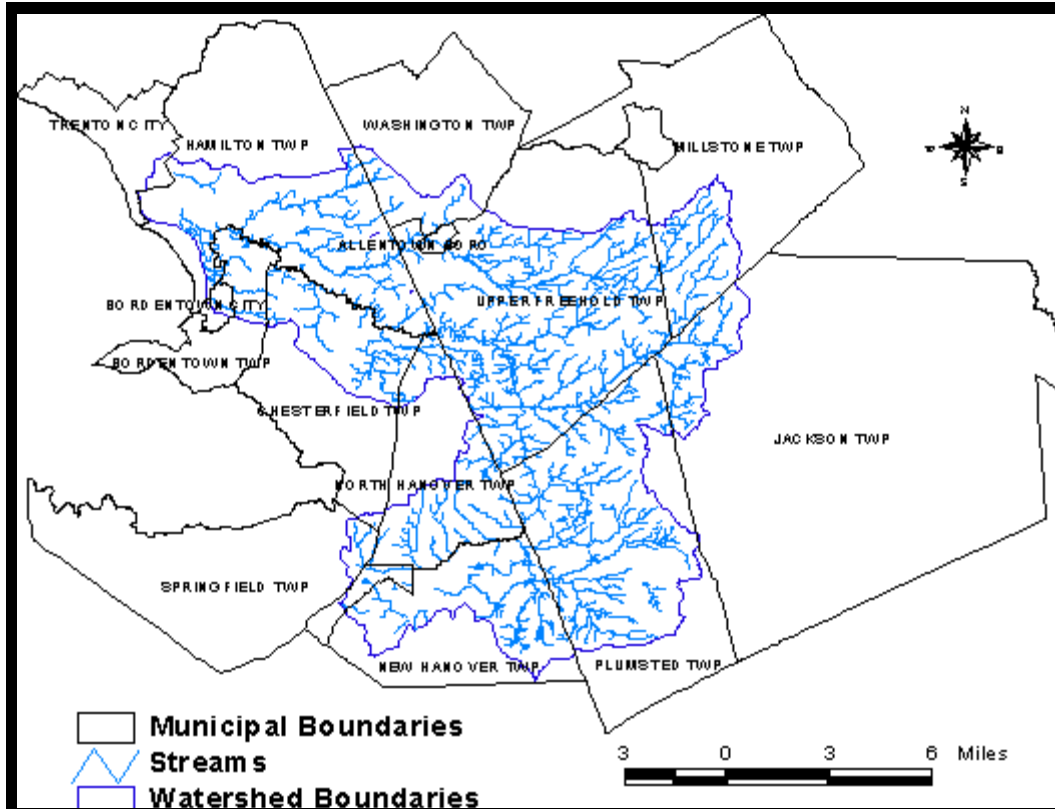 N
W E
S
TRENTON CITY
HAMILTON TWP
WASHINGTON TWP
MILLSTONE TWP
ALLENTOWN BORO
UPPER FREEHOLD TWP
BORDENTOWN CITY
BORDENTOWN TWP
CHESTERFIELD TWP
JACKSON TWP
NORTH HANOVER TWP
SPRINGFIELD TWP
NEW HANOVER TWP
PLUMSTED TWP
Municipal Boundaries
Streams
Watershed Boundaries
3 0 3 6 Miles